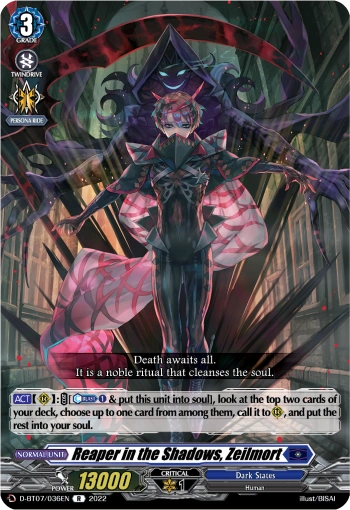 3
GRADE
TWINDRIVE
PERSONA RIDE
Death awaits all.
It is a noble ritual that cleanses the soul.
ACT【(R)】:COST【C BLAST 1 & put this unit into soul], look at the top two cards of
your deck, choose up to one card from among them, call it to (R), and put the
rest into your soul.
NORMAL UNIT Reaper in the Shadows, Zeilmort
POWER 13000 CRITICAL 1 Dark States
Human
D-BT07/036EN R 2022 illust/BISAI